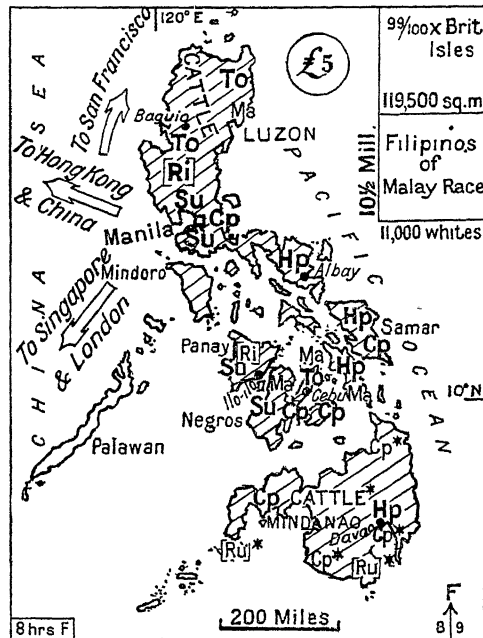 120° E
99/100 x Brit.
Isles
119,500 sq.m
£5
10½ Mill.
Filipinos
of
Malay Race
11,000 whites
CHINA SEA
PACIFIC OCEAN
To San Francisco
To Hong Kong
& China
To Singapore
& London
CATTLE
To
Ma
Baguio
To
LUZON
Ri
Su
Cp
Manila
Su
Mindoro
Hp
Albay
Hp
Samar
Cp
Panay
Ri
Ma
Hp
Ilo-Ilo
Ma
To
Cebu
Ma
10° N
Negros
Su
Cp
Cp
Palawan
Cp*
Cp
CATTLE*
MINDANAO
Hp
Davao
Cp*
[Ru]*
Cp*
[Ru]*
8 hrs F
200 Miles
F
8 9